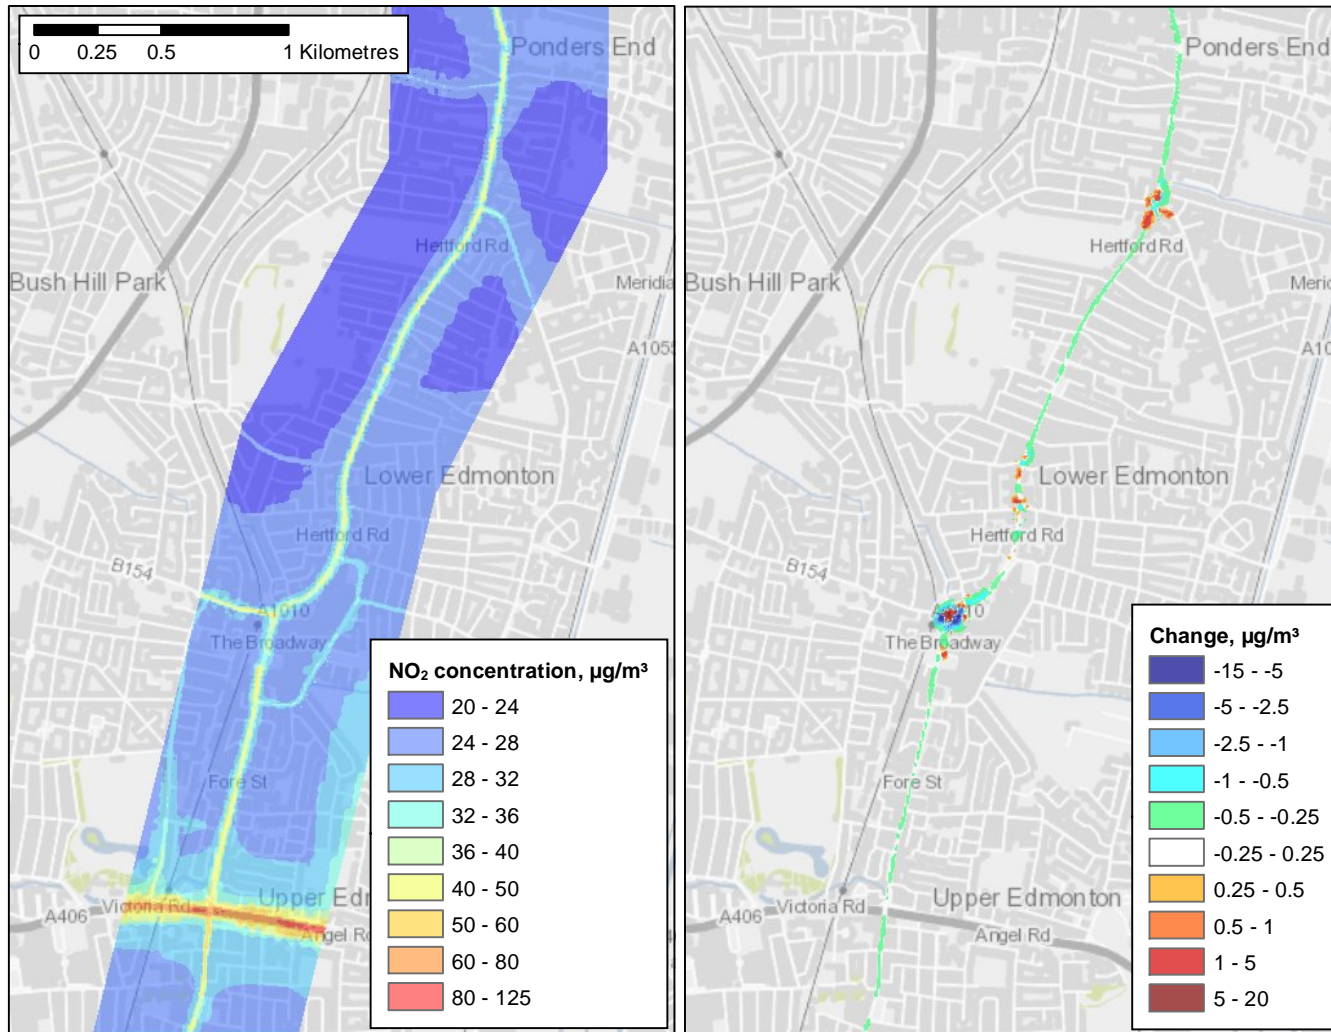 0 0.25 0.5 1 Kilometres
Ponders End
Hertford Rd
Bush Hill Park
Meridia
A1055
Lower Edmonton
Hertford Rd
B154
A1010
The Broadway
Fore St
Upper Ed
A406
Victoria Rd
Angel Rd
NO₂ concentration, µg/m³
20 - 24
24 - 28
28 - 32
32 - 36
36 - 40
40 - 50
50 - 60
60 - 80
80 - 125
Ponders End
Hertford Rd
Bush Hill Park
Meric
A10
Lower Edmonton
Hertford Rd
B154
A1010
The Broadway
Fore St
Upper Edmonton
A406
Victoria Rd
Angel Rd
Change, µg/m³
-15 - -5
-5 - -2.5
-2.5 - -1
-1 - -0.5
-0.5 - -0.25
-0.25 - 0.25
0.25 - 0.5
0.5 - 1
1 - 5
5 - 20